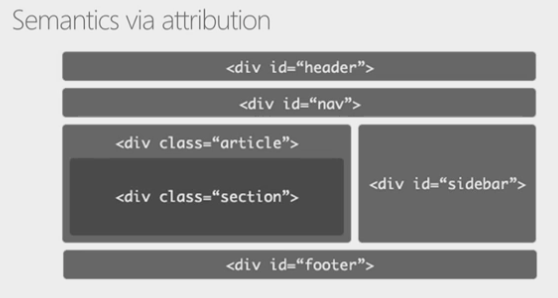 Semantics via attribution
<div id=“header”>
<div id=“nav”>
<div class=“article”>
<div class=“section”>
<div id=“sidebar”>
<div id=“footer”>